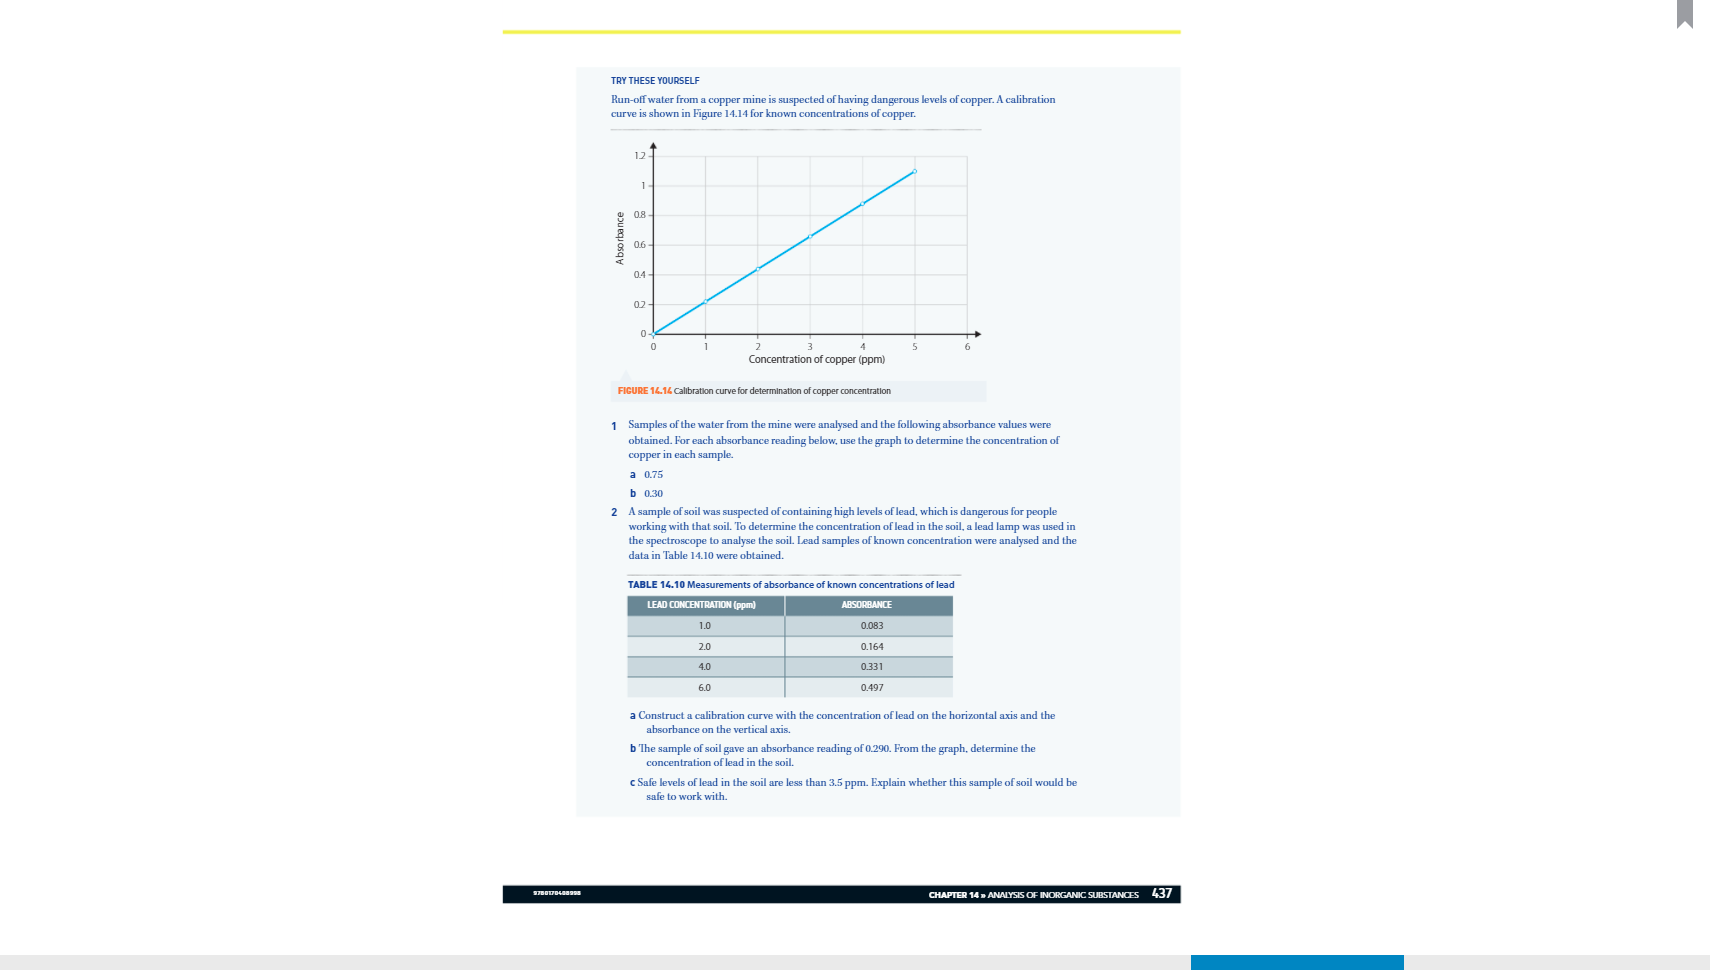 TRY THESE YOURSELF
Run-off water from a copper mine is suspected of having dangerous levels of copper. A calibration
curve is shown in Figure 14.14 for known concentrations of copper.
1.2
1
0.8
0.6
0.4
0.2
0
Absorbance
0 1 2 3 4 5 6
Concentration of copper (ppm)
FIGURE 14.14 Calibration curve for determination of copper concentration
1 Samples of the water from the mine were analysed and the following absorbance values were
obtained. For each absorbance reading below, use the graph to determine the concentration of
copper in each sample.
a 0.75
b 0.30
2 A sample of soil was suspected of containing high levels of lead, which is dangerous for people
working with that soil. To determine the concentration of lead in the soil, a lead lamp was used in
the spectroscope to analyse the soil. Lead samples of known concentration were analysed and the
data in Table 14.10 were obtained.
TABLE 14.10 Measurements of absorbance of known concentrations of lead
LEAD CONCENTRATION (ppm) ABSORBANCE
1.0 0.083
2.0 0.164
4.0 0.331
6.0 0.497
a Construct a calibration curve with the concentration of lead on the horizontal axis and the
absorbance on the vertical axis.
b The sample of soil gave an absorbance reading of 0.290. From the graph, determine the
concentration of lead in the soil.
c Safe levels of lead in the soil are less than 3.5 ppm. Explain whether this sample of soil would be
safe to work with.
9780170408998
CHAPTER 14 » ANALYSIS OF INORGANIC SUBSTANCES 437